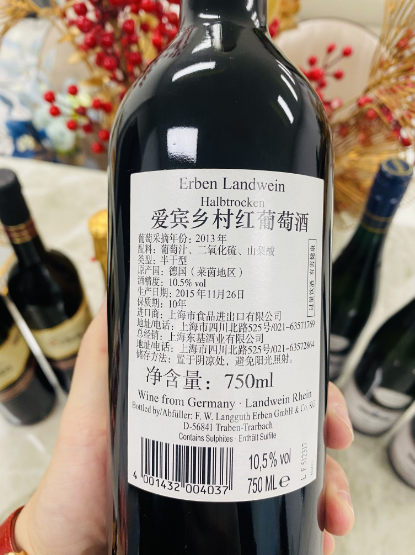 Erben Landwein
Halbtrocken
爱宾乡村红葡萄酒
葡萄采摘年份：2013年
配料：葡萄汁、二氧化硫、山梨酸
类型：半干型
原产国：德国（莱茵地区）
酒精度：10.5% vol
生产日期：2015年11月26日
保质期：10年
进口商：上海市食品进出口有限公司
地址/电话：上海市四川北路525号/021-63571769
总经销商：上海东基酒业有限公司
地址/电话：上海市四川北路525号/021-63572864
储存方法：置于阴凉处，避免阳光照射。
净含量：750ml
Wine from Germany · Landwein Rhein
Bottled by/Abfüller: F. W. Langguth Erben GmbH & Co. KG
D-56841 Traben-Trarbach
Contains Sulphites · Enthält Sulfite
4 001432 004037
10,5% vol
750 ML e